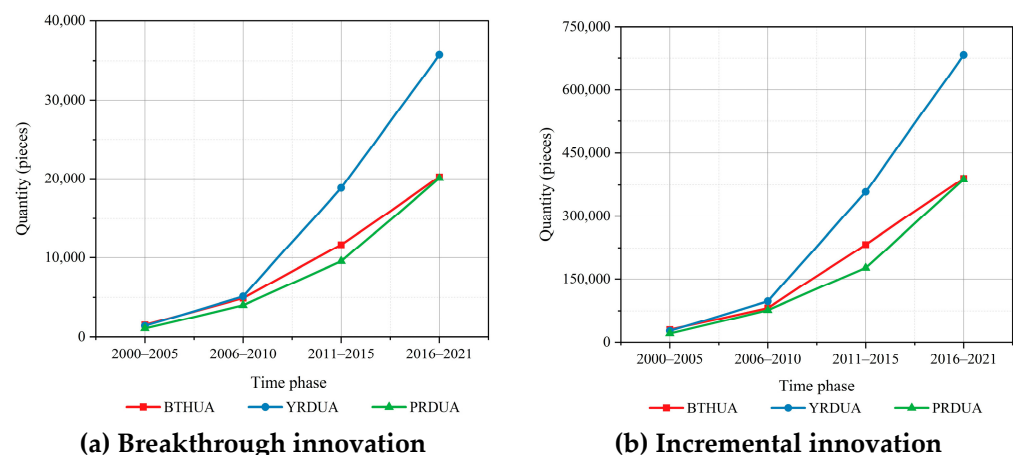 40,000
30,000
20,000
10,000
0
Quantity (pieces)
2000–2005
2006–2010
2011–2015
2016–2021
Time phase
BTHUA
YRDUA
PRDUA
(a) Breakthrough innovation
750,000
600,000
450,000
300,000
150,000
0
Quantity (pieces)
2000–2005
2006–2010
2011–2015
2016–2021
Time phase
BTHUA
YRDUA
PRDUA
(b) Incremental innovation